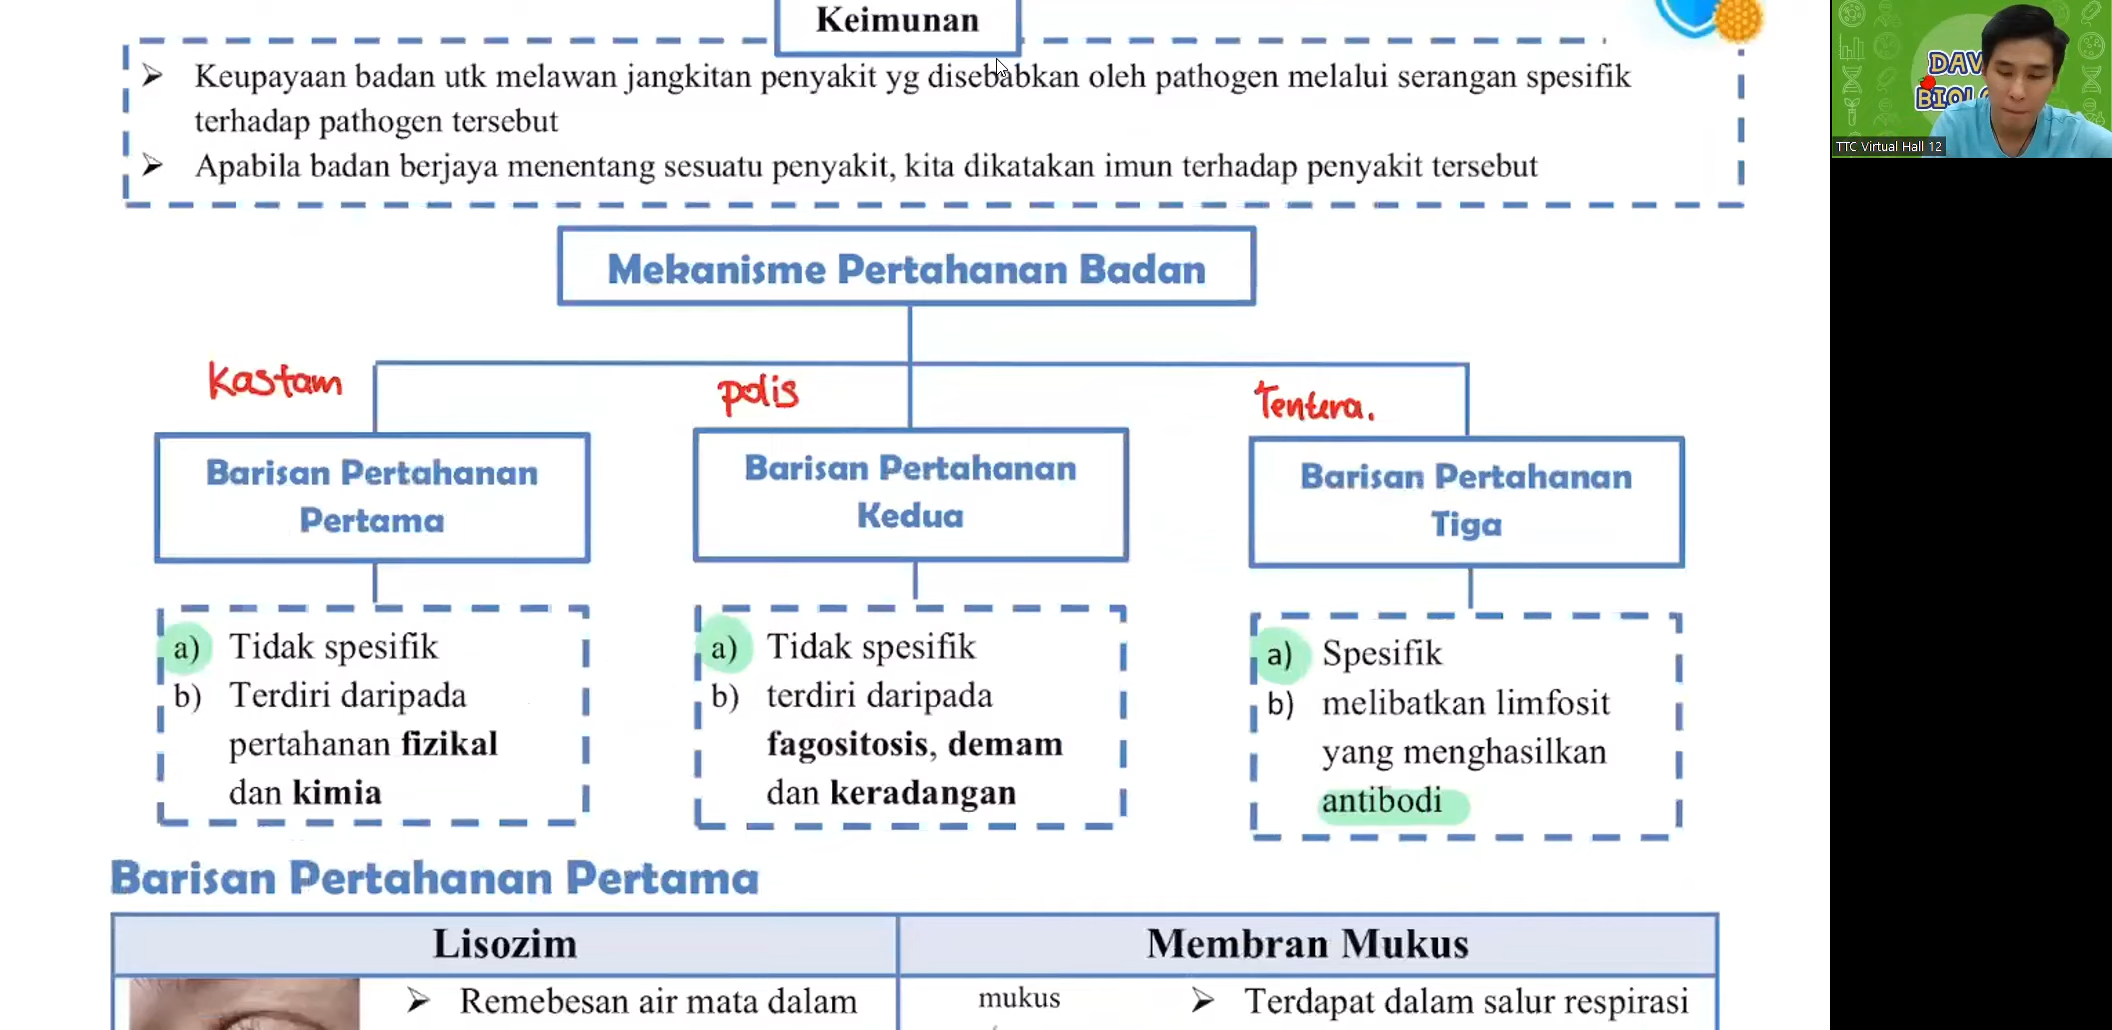 Keimunan
➤ Keupayaan badan utk melawan jangkitan penyakit yg disebabkan oleh pathogen melalui serangan spesifik
terhadap pathogen tersebut
➤ Apabila badan berjaya menentang sesuatu penyakit, kita dikatakan imun terhadap penyakit tersebut
Mekanisme Pertahanan Badan
Kastam
polis
Tentera.
Barisan Pertahanan
Pertama
Barisan Pertahanan
Kedua
Barisan Pertahanan
Tiga
a) Tidak spesifik
b) Terdiri daripada
pertahanan fizikal
dan kimia
a) Tidak spesifik
b) terdiri daripada
fagositosis, demam
dan keradangan
a) Spesifik
b) melibatkan limfosit
yang menghasilkan
antibodi
Barisan Pertahanan Pertama
Lisozim
Membran Mukus
➤ Remebesan air mata dalam
mukus
➤ Terdapat dalam salur respirasi
TTC Virtual Hall 12